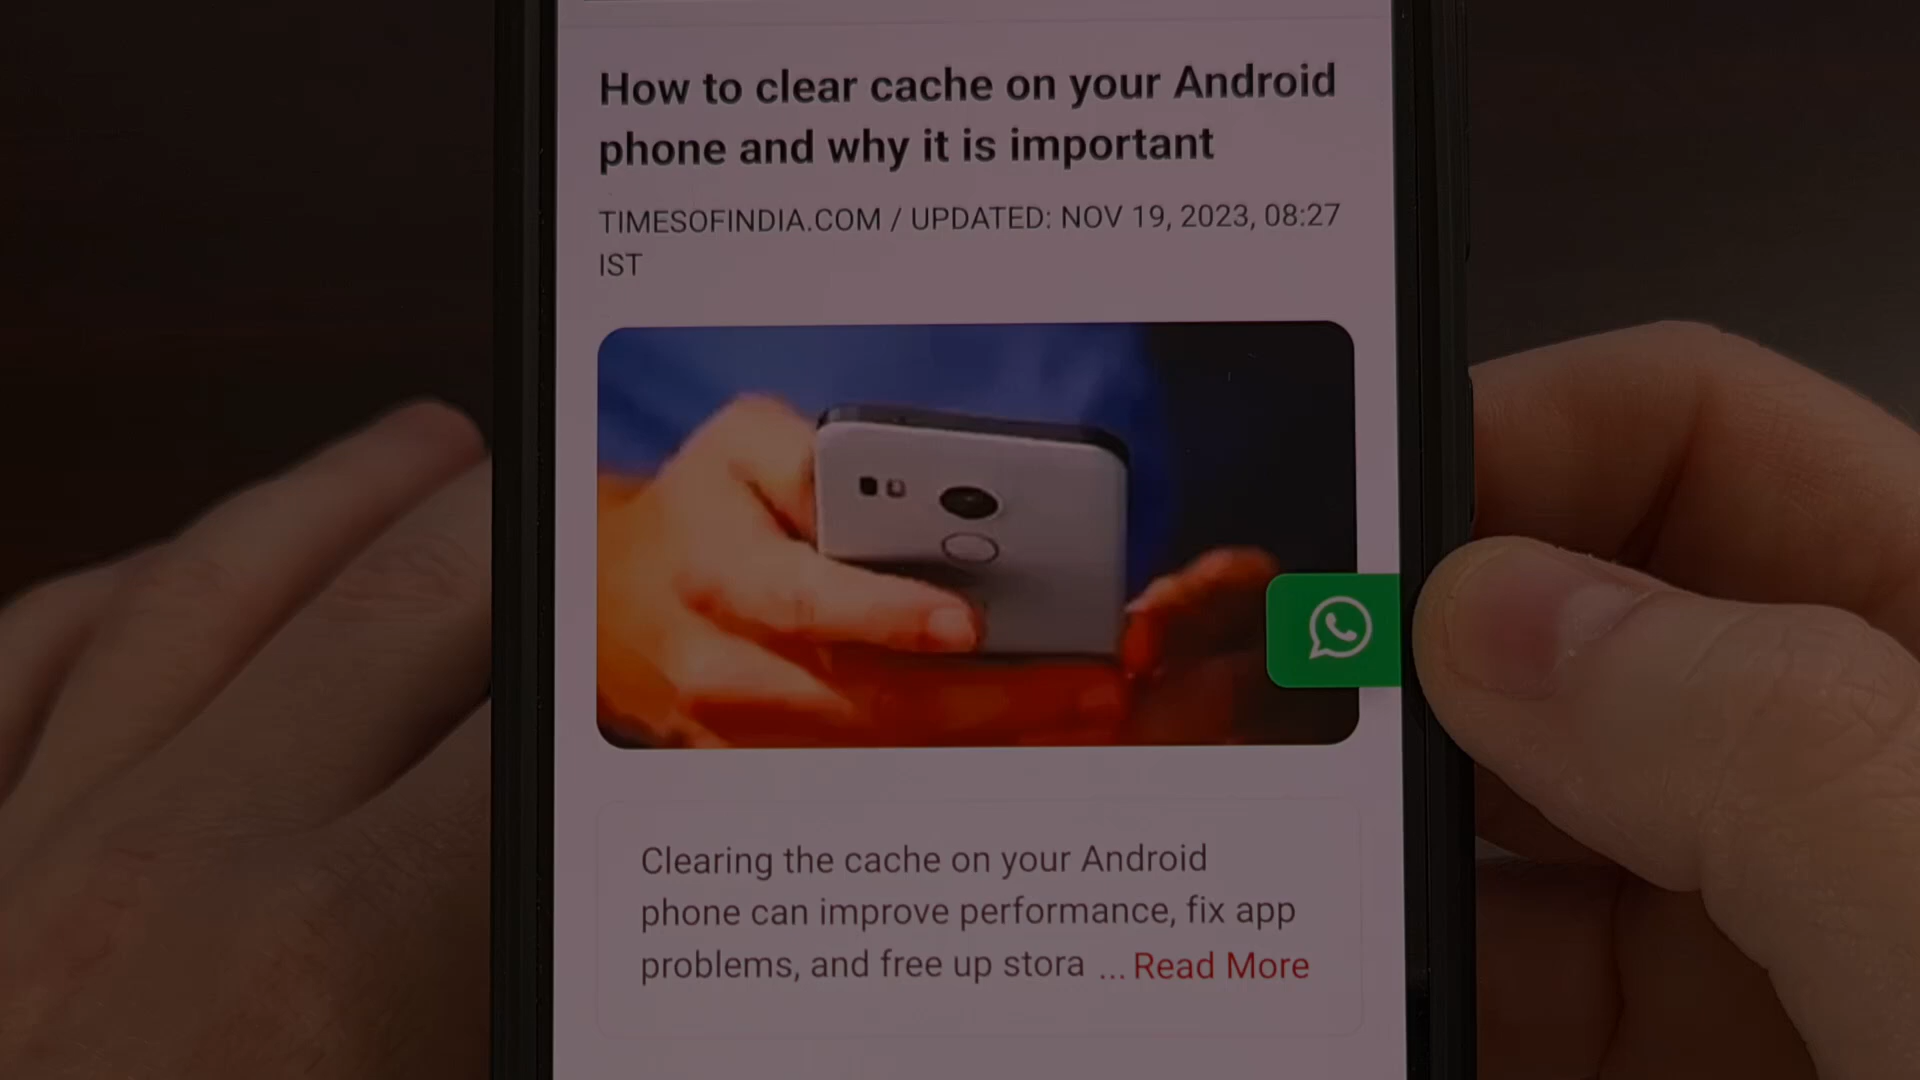 How to clear cache on your Android
phone and why it is important
TIMESOFINDIA.COM / UPDATED: NOV 19, 2023, 08:27
IST
Clearing the cache on your Android
phone can improve performance, fix app
problems, and free up stora ... Read More